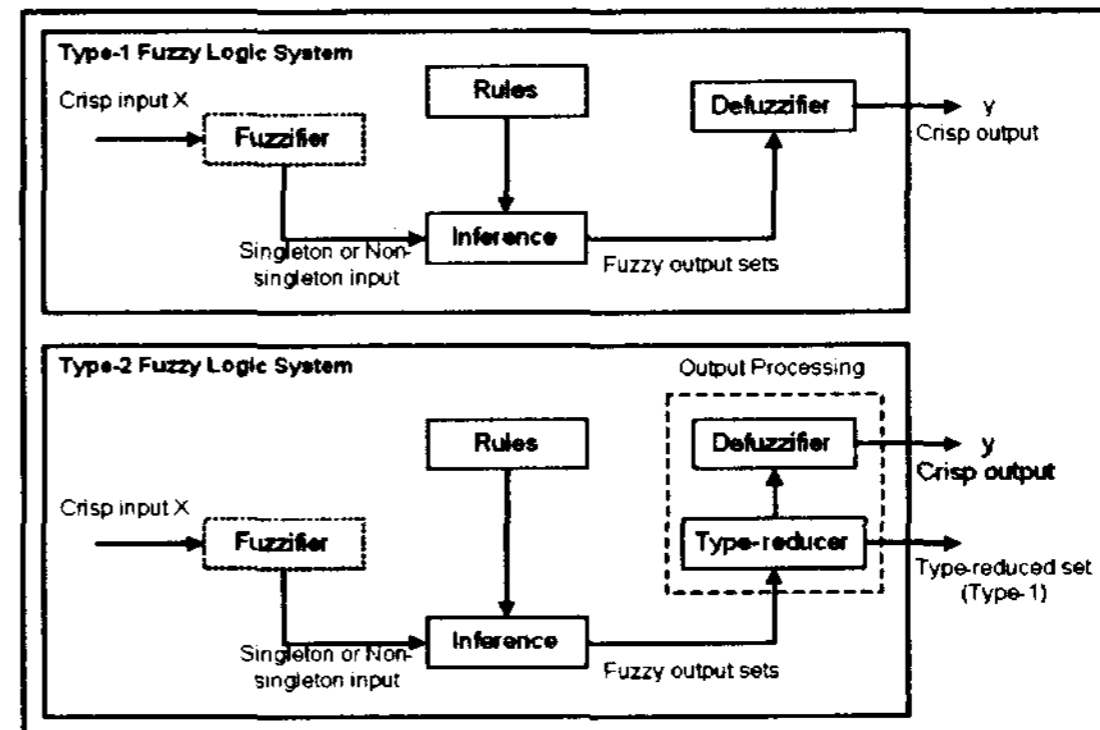 Type-1 Fuzzy Logic System
Crisp input X
Fuzzifier
Rules
Defuzzifier
y
Crisp output
Inference
Singleton or Non-
singleton input
Fuzzy output sets
Type-2 Fuzzy Logic System
Output Processing
Rules
Defuzzifier
y
Crisp output
Crisp input X
Fuzzifier
Type-reducer
Type-reduced set
(Type-1)
Inference
Singleton or Non-
singleton input
Fuzzy output sets